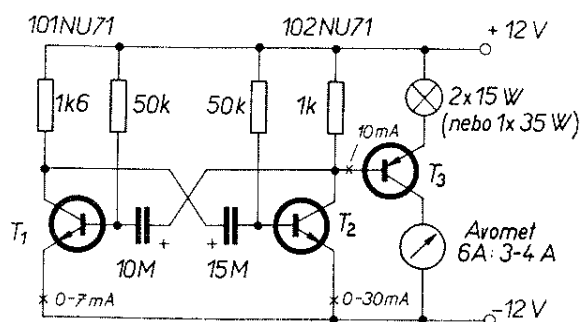 101NU71
102NU71
+ 12 V
1k6
50k
50k
1k
2x15 W
(nebo 1x 35 W)
10mA
T3
T1
T2
Avomet
6A: 3-4 A
10M
+
+
15M
0-7mA
0-30mA
-12V